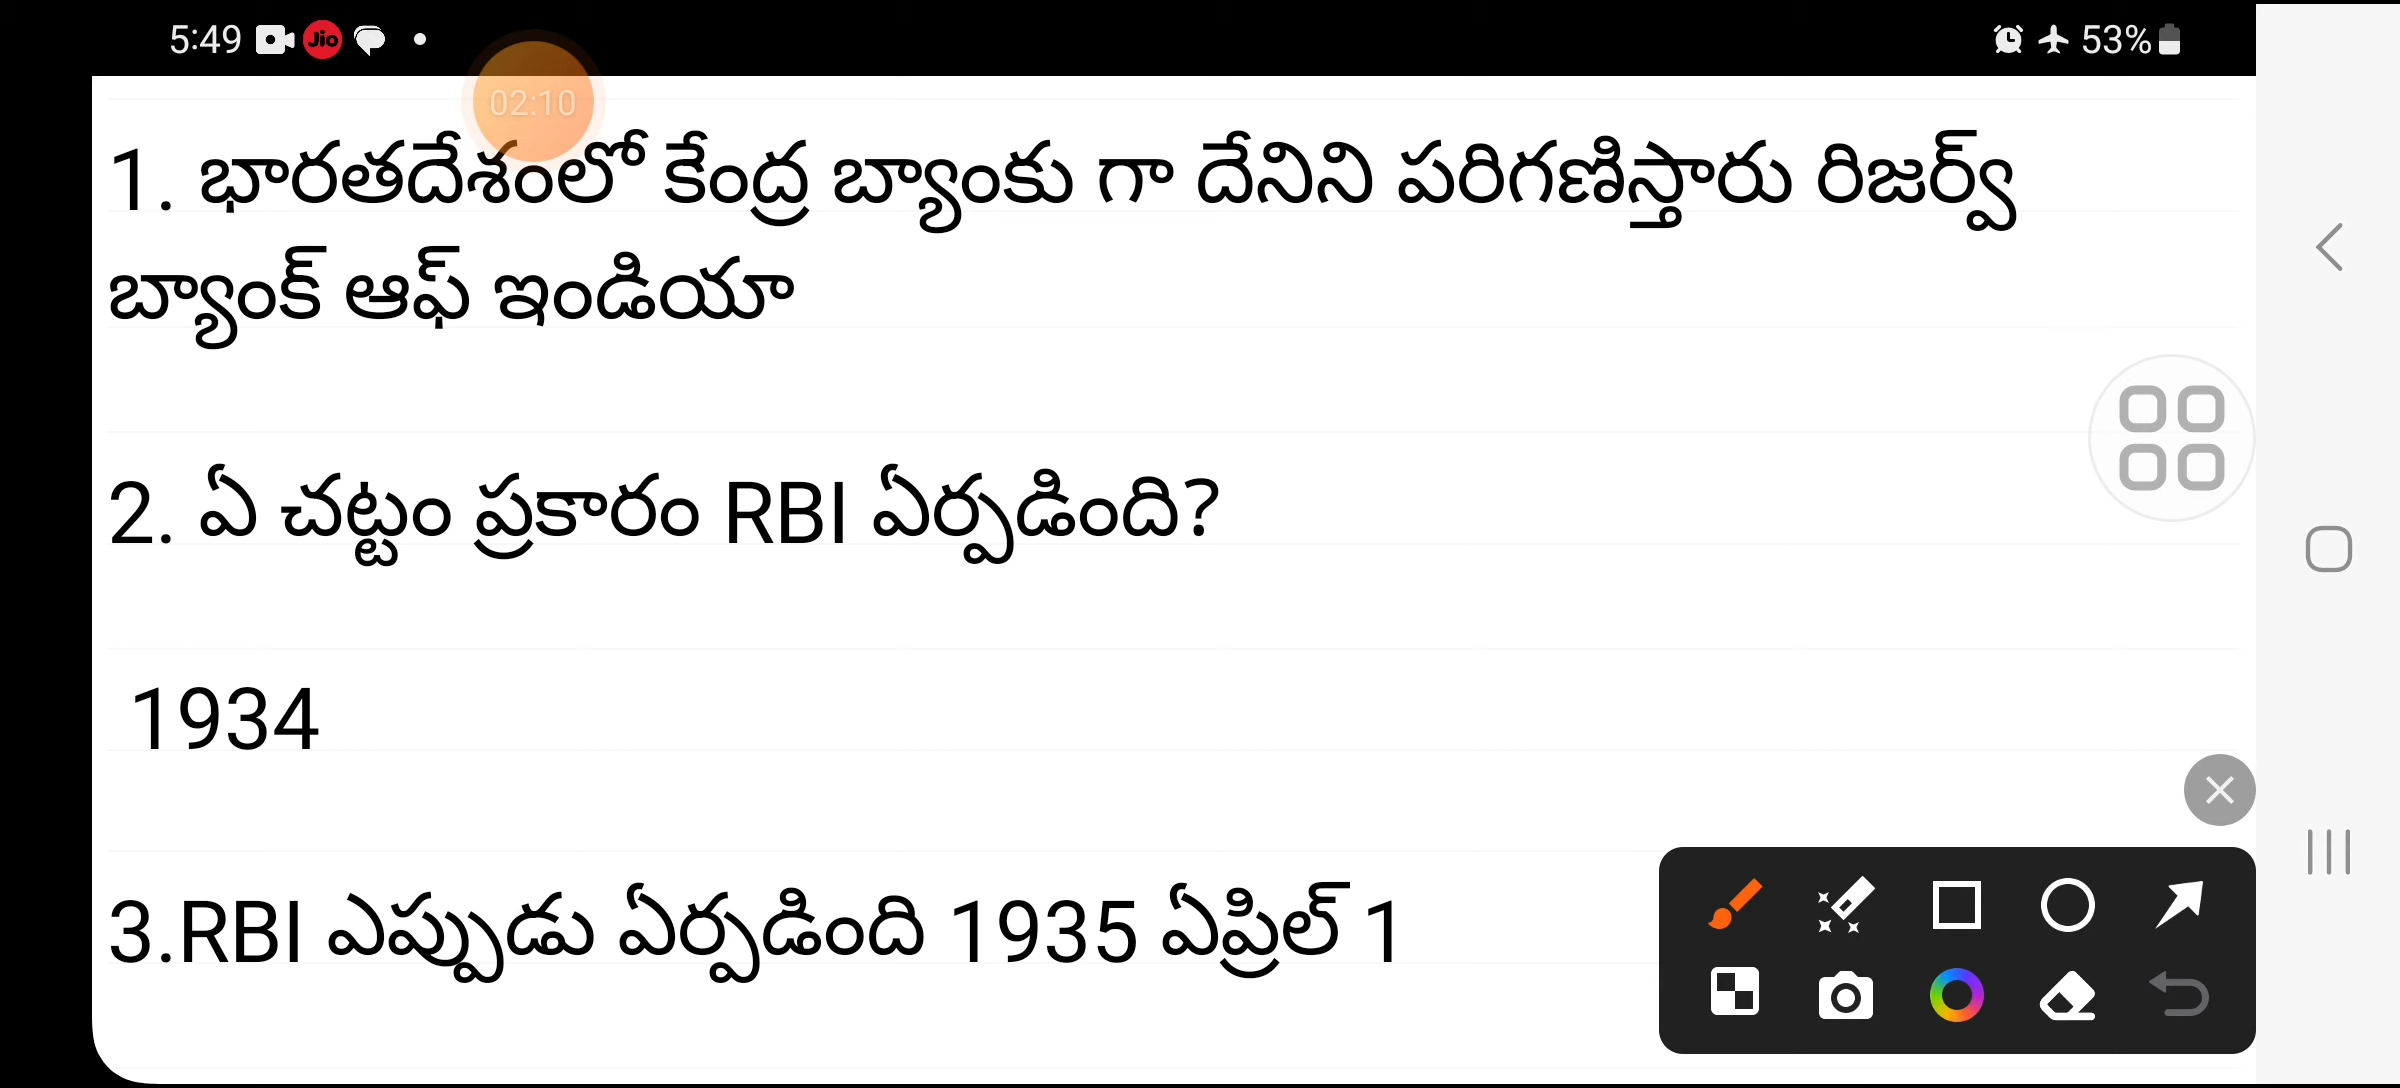 5:49 Jio 53%
02:10
1. భారతదేశంలో కేంద్ర బ్యాంకు గా దేనిని పరిగణిస్తారు రిజర్వ్
బ్యాంక్ ఆఫ్ ఇండియా
2. ఏ చట్టం ప్రకారం RBI ఏర్పడింది?
1934
3.RBI ఎప్పుడు ఏర్పడింది 1935 ఏప్రిల్ 1